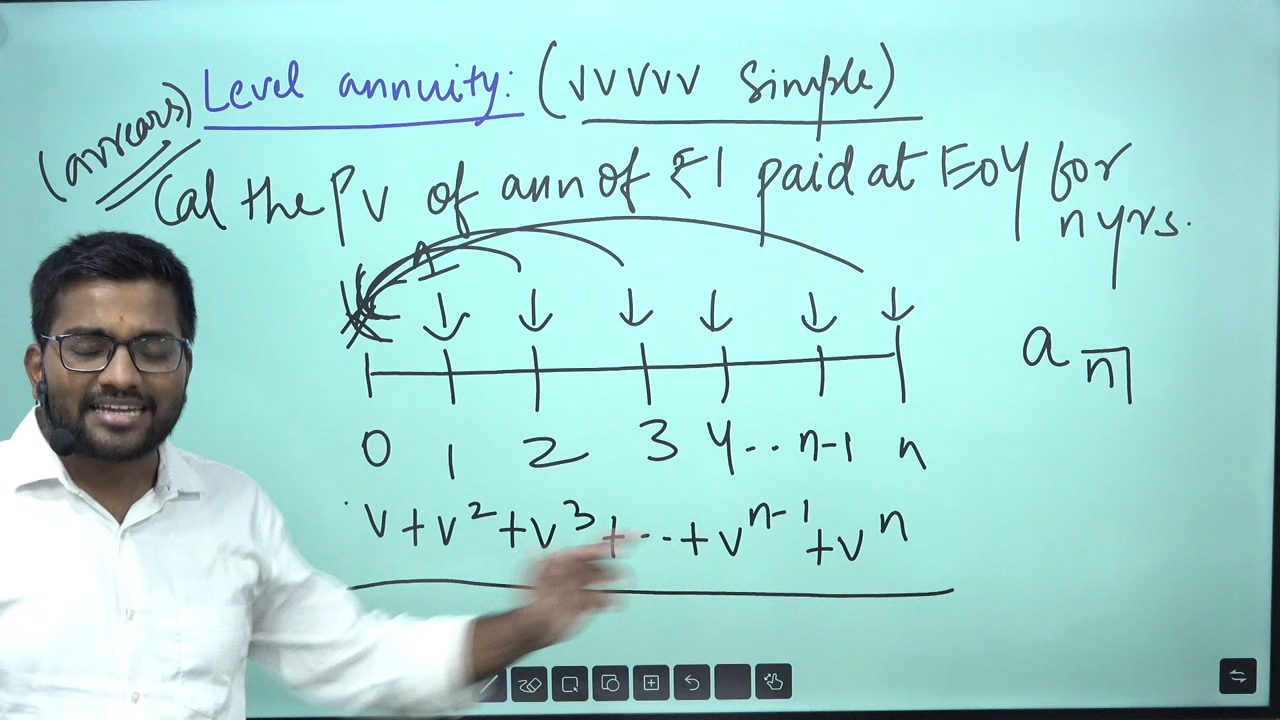 Level annuity: (VVVVV Simple)
(arrears)
Cal the PV of ann of ₹1 paid at EOY for
n yrs.
1
a n
0 1 2 3 4 .. n-1 n
v + v² + v³ + ... + vⁿ⁻¹ + vⁿ